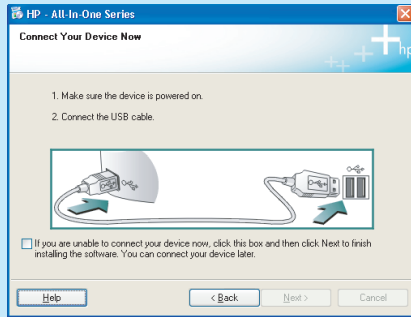 HP - All-In-One Series
Connect Your Device Now
hp
1. Make sure the device is powered on.
2. Connect the USB cable.
If you are unable to connect your device now, click this box and then click Next to finish
installing the software. You can connect your device later.
Help
< Back
Next >
Cancel